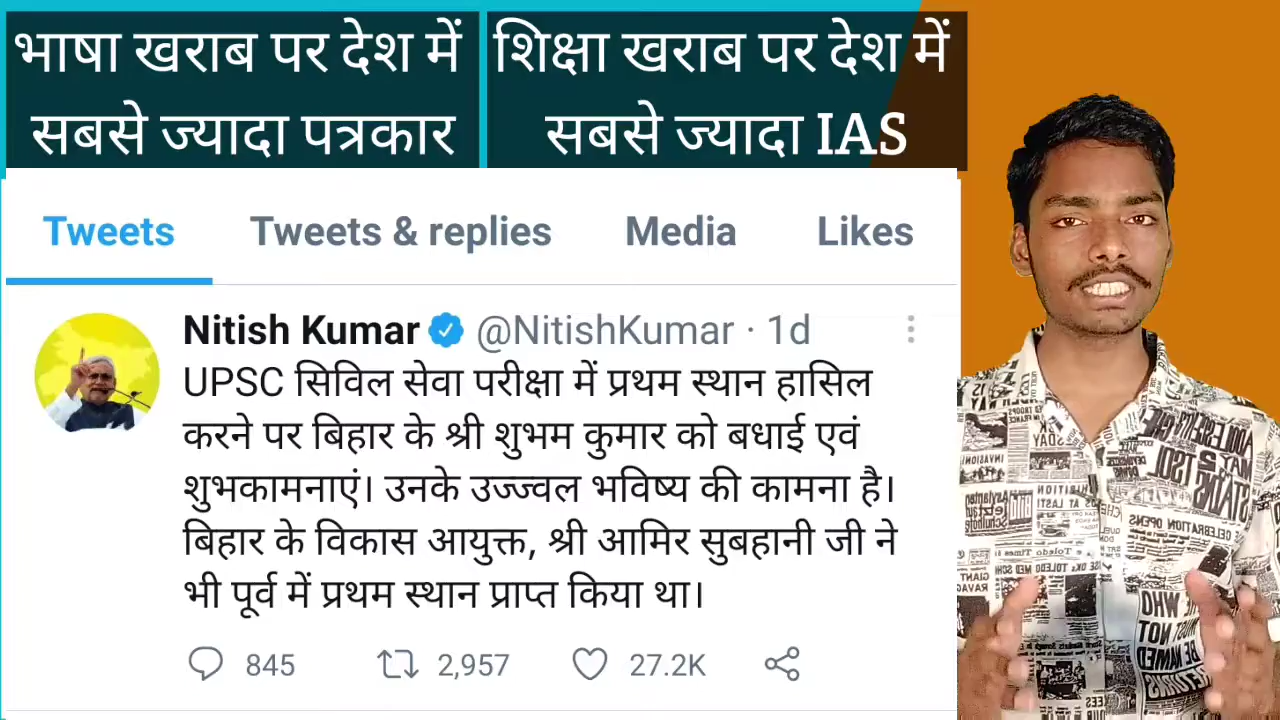 भाषा खराब पर देश में
सबसे ज्यादा पत्रकार
शिक्षा खराब पर देश में
सबसे ज्यादा IAS
Tweets Tweets & replies Media Likes
Nitish Kumar @NitishKumar · 1d
UPSC सिविल सेवा परीक्षा में प्रथम स्थान हासिल
करने पर बिहार के श्री शुभम कुमार को बधाई एवं
शुभकामनाएं। उनके उज्ज्वल भविष्य की कामना है।
बिहार के विकास आयुक्त, श्री आमिर सुबहानी जी ने
भी पूर्व में प्रथम स्थान प्राप्त किया था।
845 2,957 27.2K